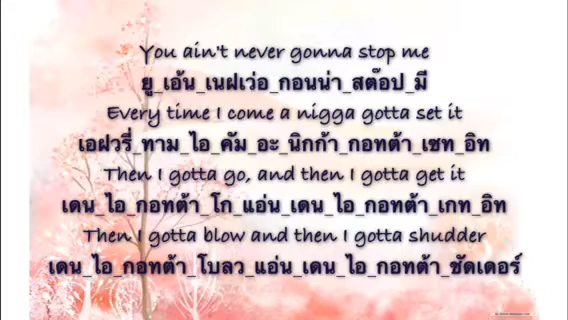 You ain't never gonna stop me
ยู_เอ้น_เนฝเว่อ_กอนน่า_สต๊อป_มี
Every time I come a nigga gotta set it
เอฝวรี่_ทาม_ไอ_คัม_อะ_นิกก้า_กอทต้า_เซท_อิท
Then I gotta go, and then I gotta get it
เดน_ไอ_กอทต้า_โก_แอ่น_เดน_ไอ_กอทต้า_เกท_อิท
Then I gotta blow and then I gotta shudder
เดน_ไอ_กอทต้า_โบลว_แอ่น_เดน_ไอ_กอทต้า_ชัดเดอร์